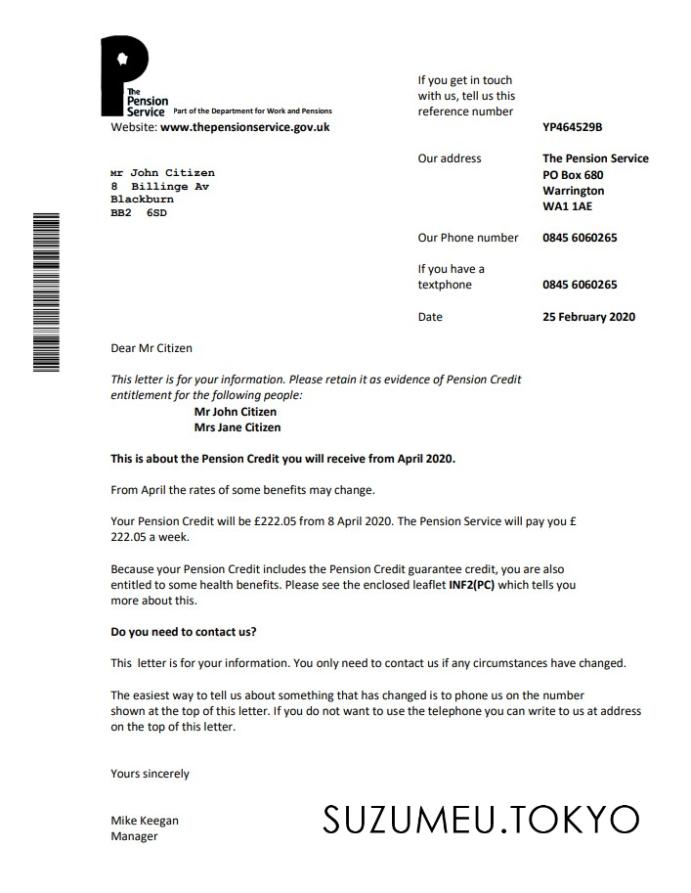 The
Pension
Service Part of the Department for Work and Pensions
Website: www.thepensionservice.gov.uk
If you get in touch
with us, tell us this
reference number
YP464529B
Our address The Pension Service
PO Box 680
Warrington
WA1 1AE
Mr John Citizen
8 Billinge Av
Blackburn
BB2 6SD
Our Phone number 0845 6060265
If you have a
textphone 0845 6060265
Date 25 February 2020
Dear Mr Citizen
This letter is for your information. Please retain it as evidence of Pension Credit
entitlement for the following people:
Mr John Citizen
Mrs Jane Citizen
This is about the Pension Credit you will receive from April 2020.
From April the rates of some benefits may change.
Your Pension Credit will be £222.05 from 8 April 2020. The Pension Service will pay you £
222.05 a week.
Because your Pension Credit includes the Pension Credit guarantee credit, you are also
entitled to some health benefits. Please see the enclosed leaflet INF2(PC) which tells you
more about this.
Do you need to contact us?
This letter is for your information. You only need to contact us if any circumstances have changed.
The easiest way to tell us about something that has changed is to phone us on the number
shown at the top of this letter. If you do not want to use the telephone you can write to us at address
on the top of this letter.
Yours sincerely
Mike Keegan
Manager
SUZUMEU.TOKYO